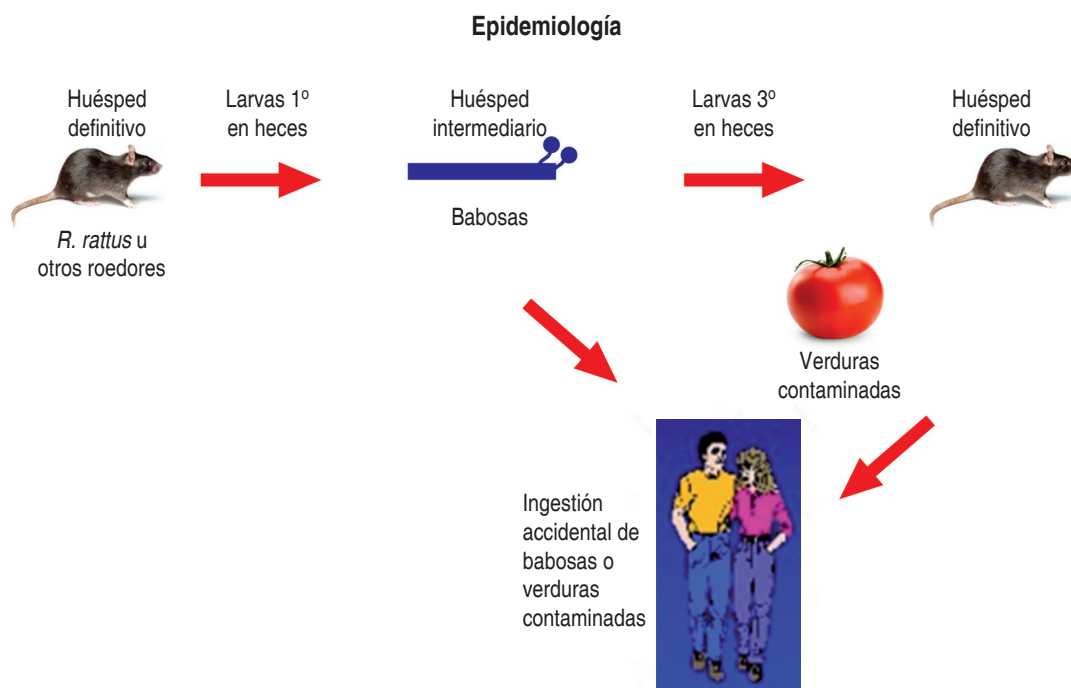 Epidemiología
Huésped
definitivo
Larvas 1º
en heces
Huésped
intermediario
Larvas 3º
en heces
Huésped
definitivo
R. rattus u
otros roedores
Babosas
Verduras
contaminadas
Ingestión
accidental de
babosas o
verduras
contaminadas